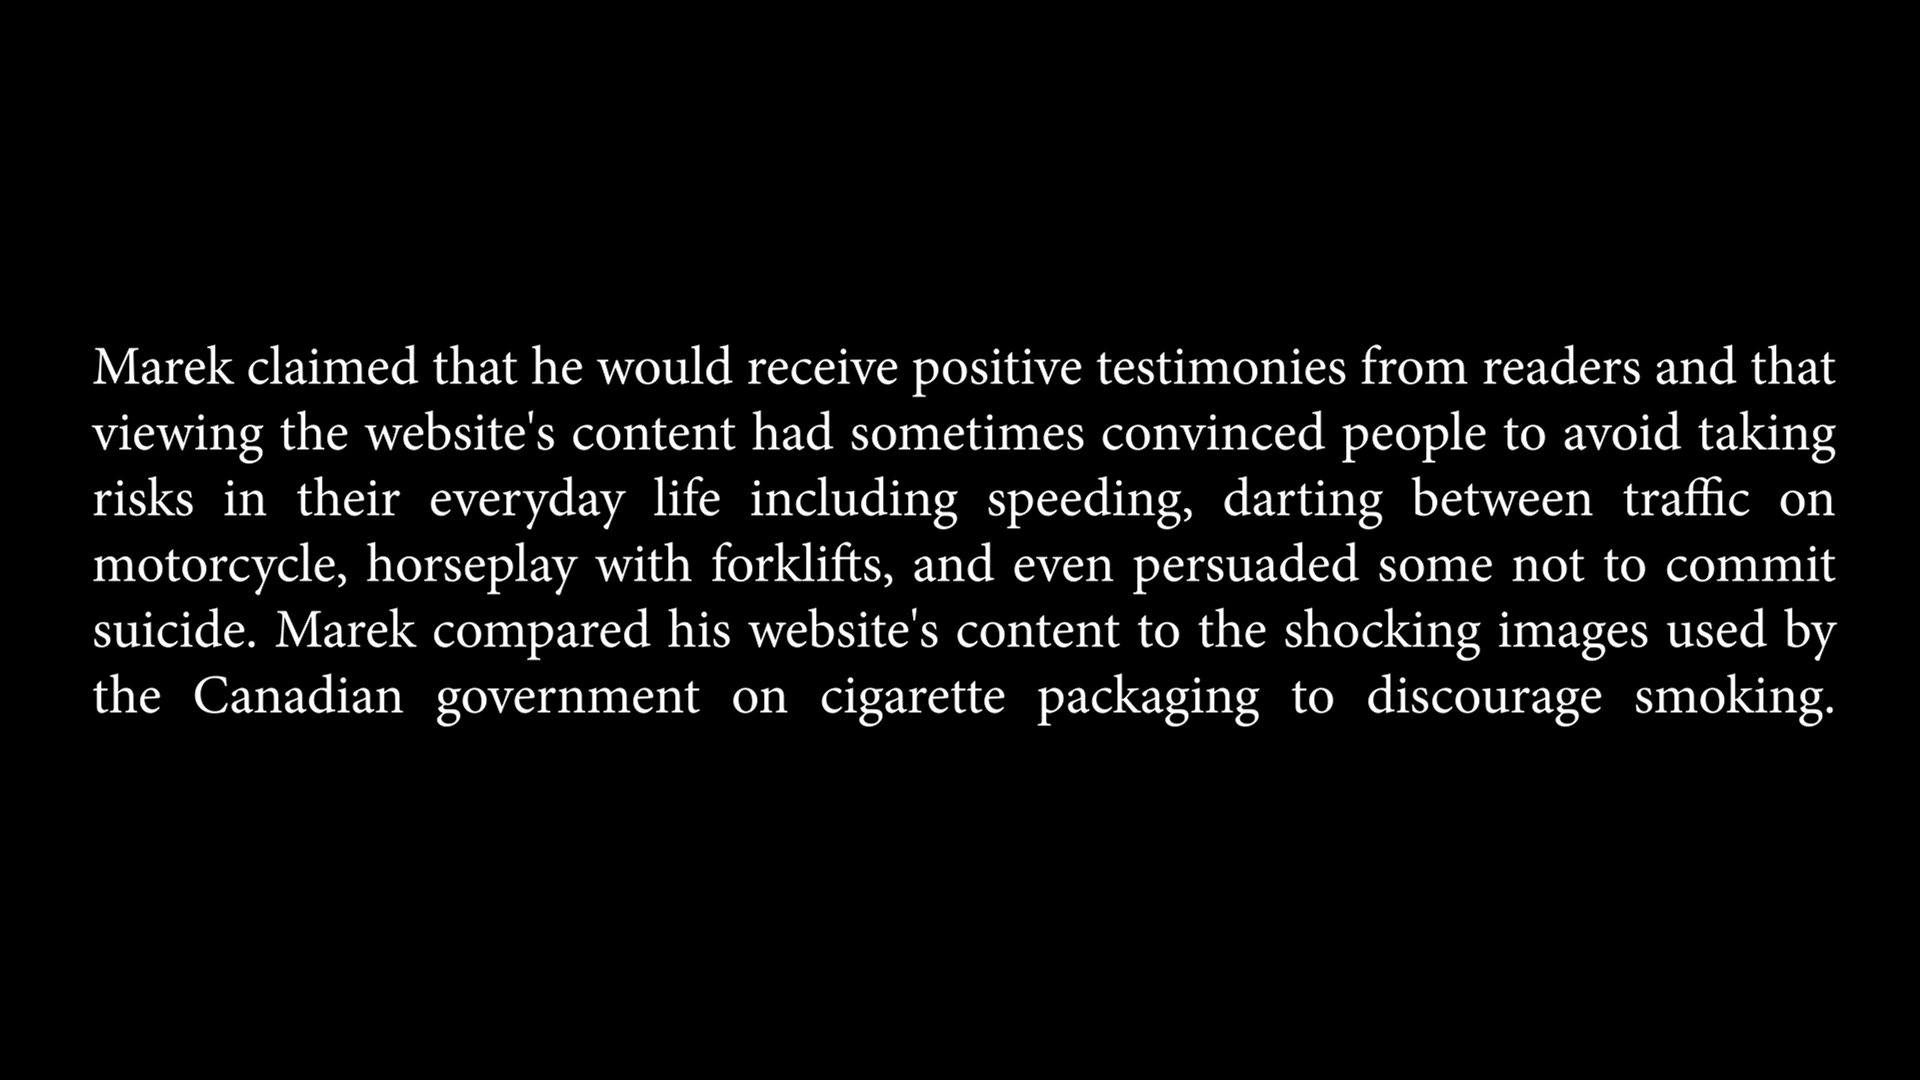 Marek claimed that he would receive positive testimonies from readers and that
viewing the website's content had sometimes convinced people to avoid taking
risks in their everyday life including speeding, darting between traffic on
motorcycle, horseplay with forklifts, and even persuaded some not to commit
suicide. Marek compared his website's content to the shocking images used by
the Canadian government on cigarette packaging to discourage smoking.